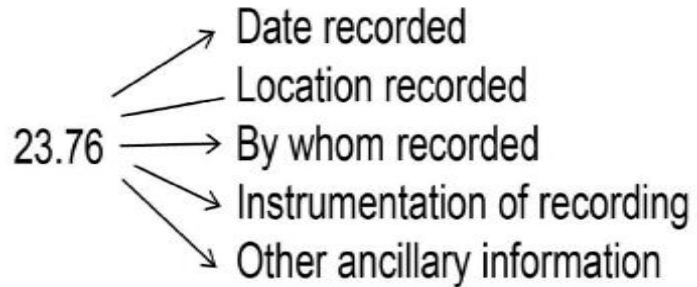 Date recorded
Location recorded
23.76
By whom recorded
Instrumentation of recording
Other ancillary information